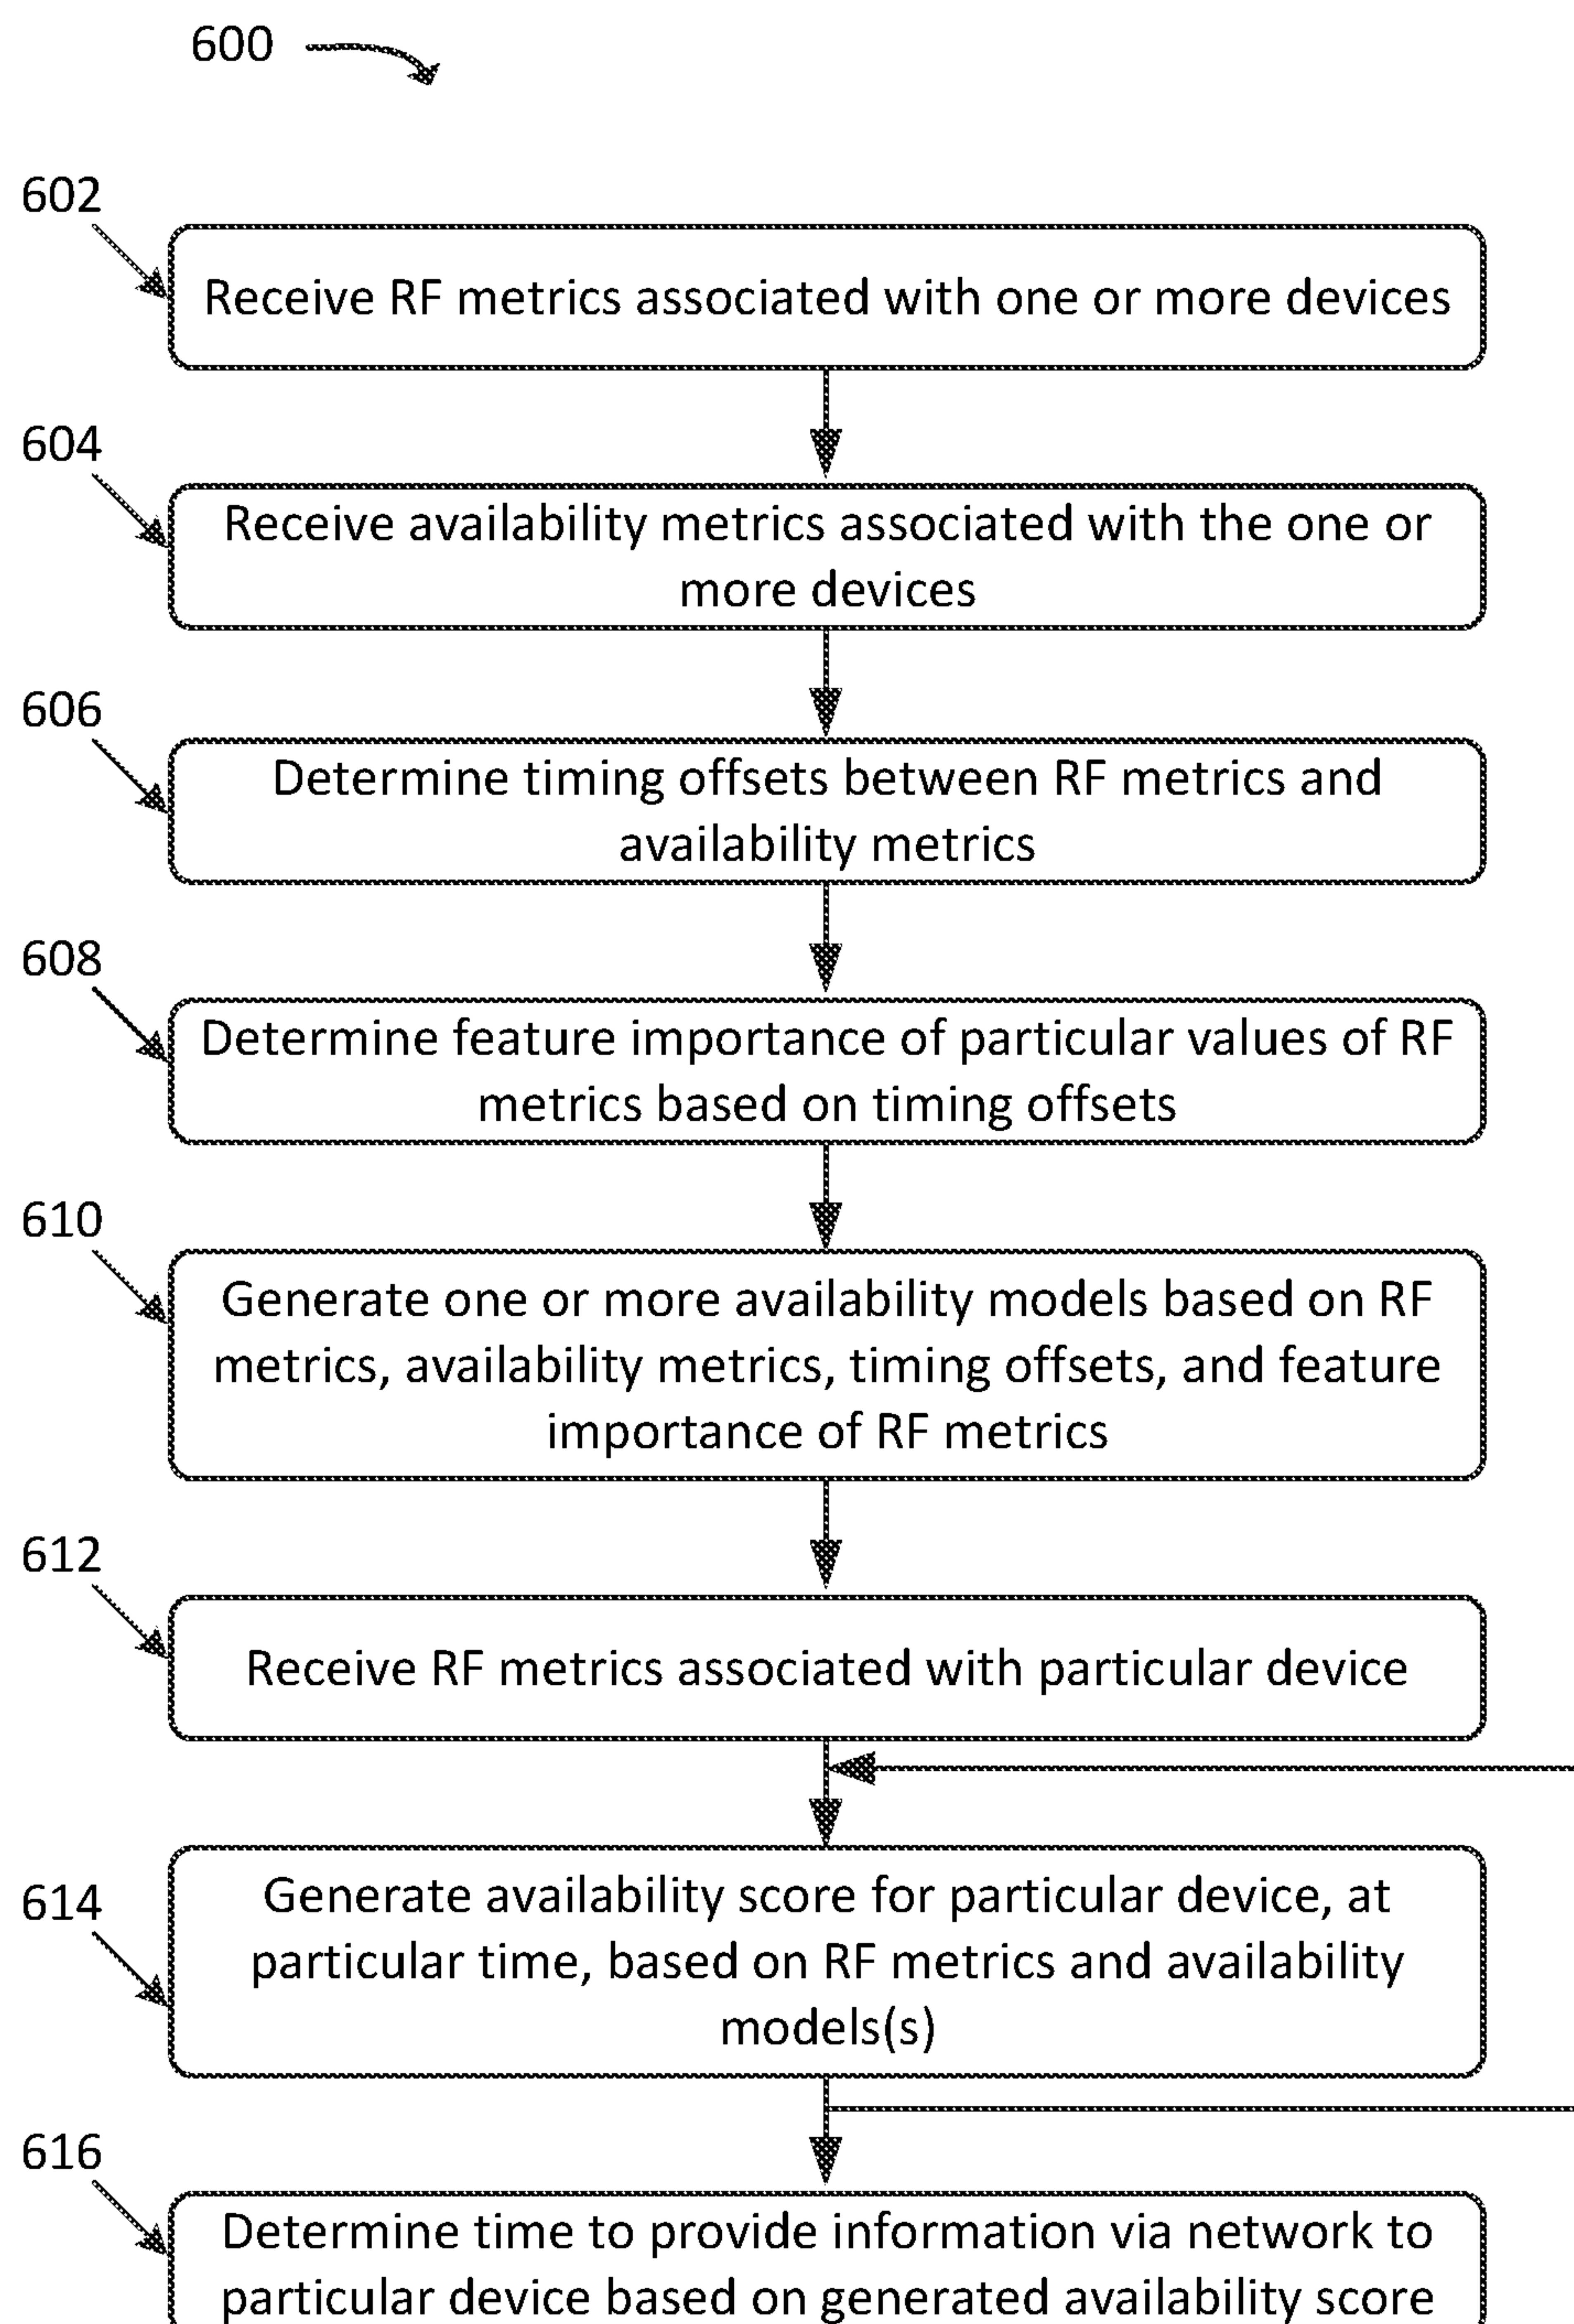 600
602
Receive RF metrics associated with one or more devices
604
Receive availability metrics associated with the one or
more devices
606
Determine timing offsets between RF metrics and
availability metrics
608
Determine feature importance of particular values of RF
metrics based on timing offsets
610
Generate one or more availability models based on RF
metrics, availability metrics, timing offsets, and feature
importance of RF metrics
612
Receive RF metrics associated with particular device
614
Generate availability score for particular device, at
particular time, based on RF metrics and availability
models(s)
616
Determine time to provide information via network to
particular device based on generated availability score